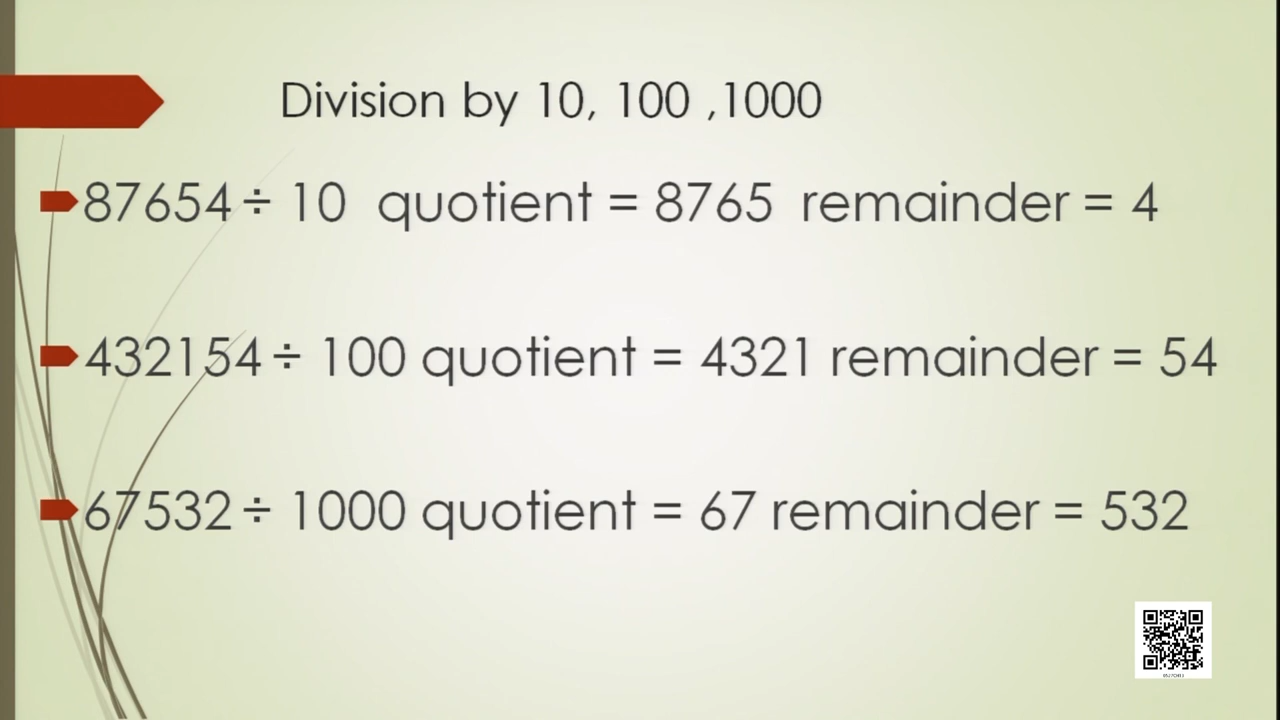 Division by 10, 100 ,1000
87654 ÷ 10 quotient = 8765 remainder = 4
432154 ÷ 100 quotient = 4321 remainder = 54
67532 ÷ 1000 quotient = 67 remainder = 532